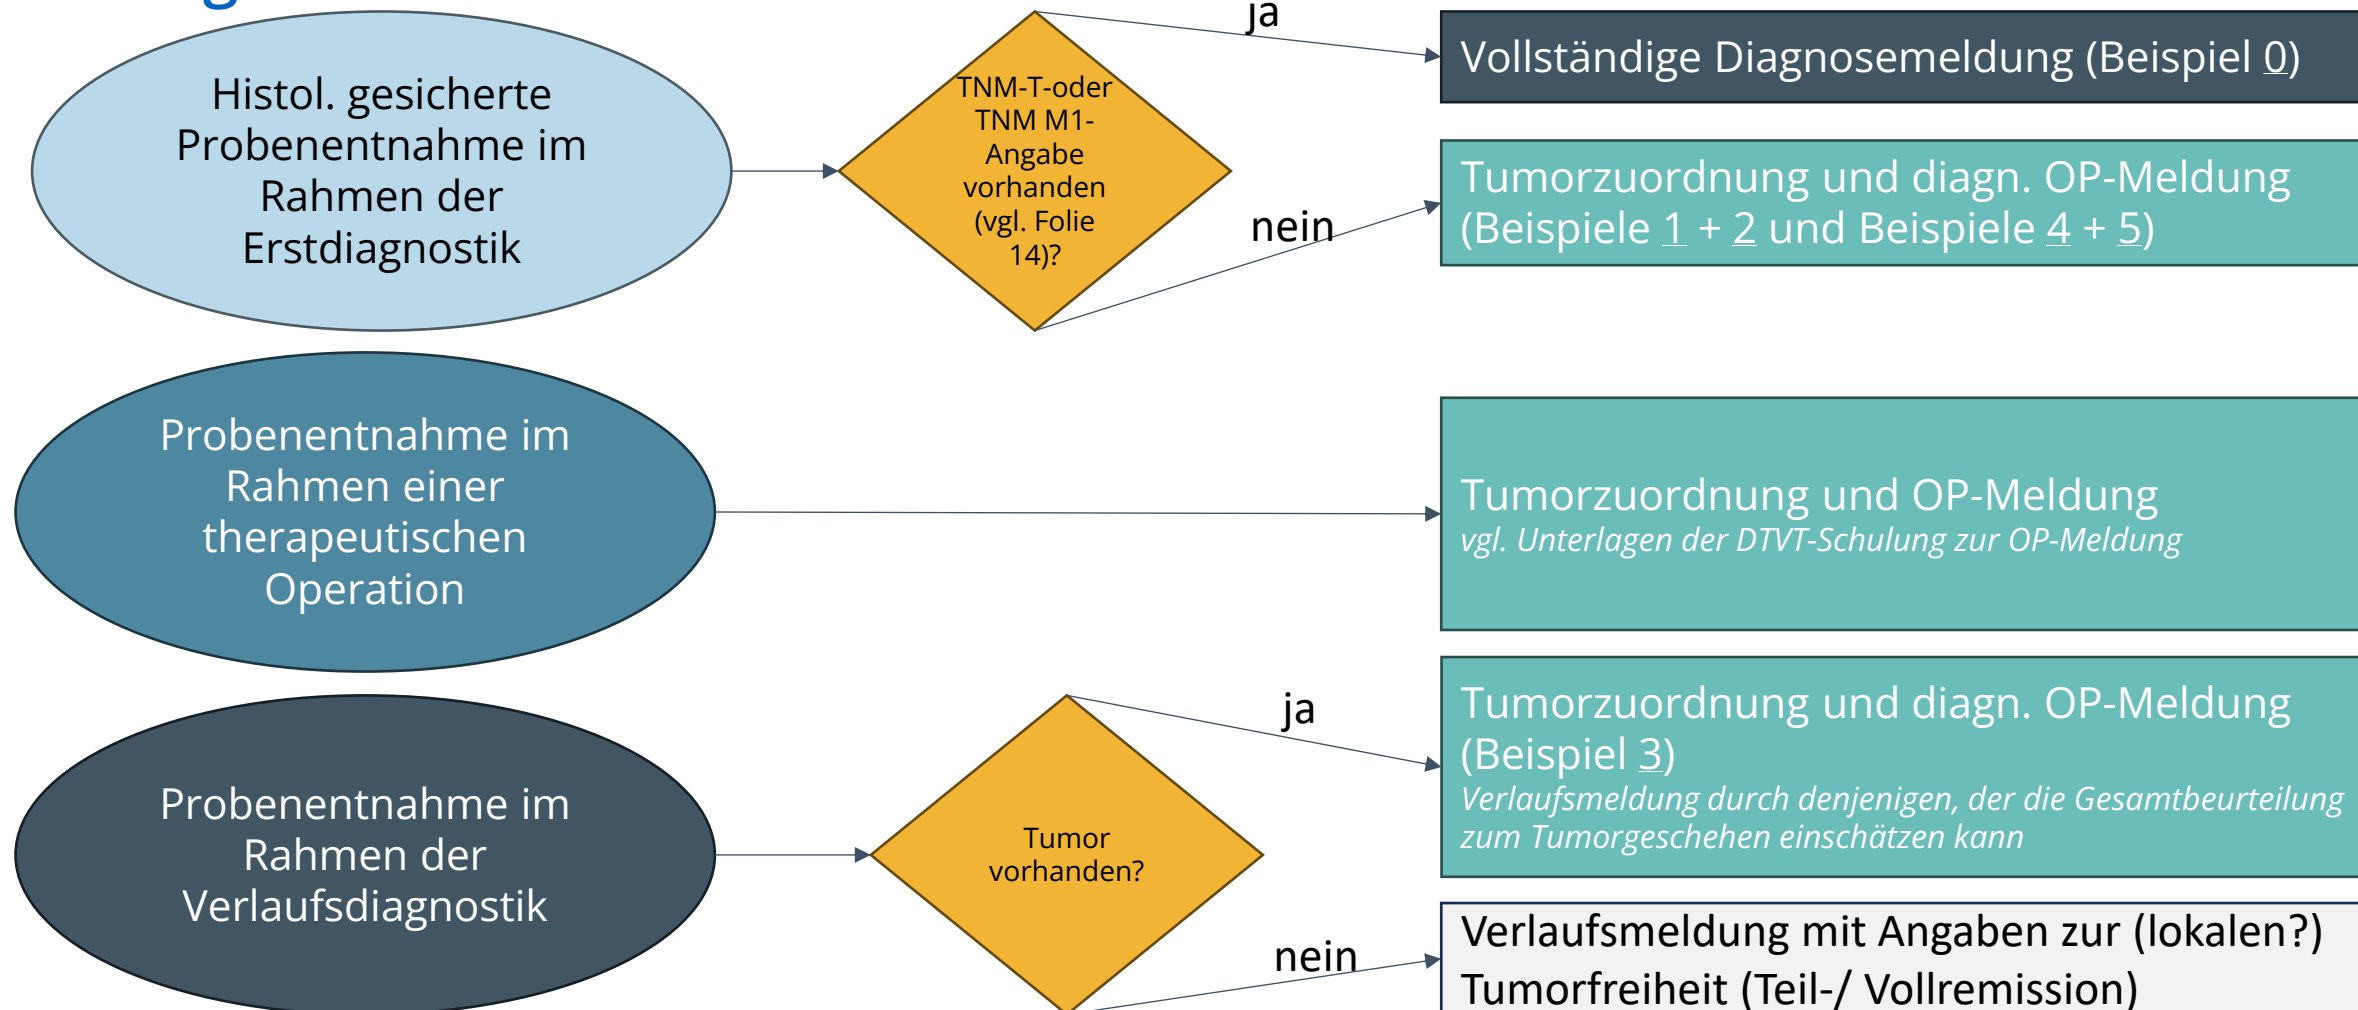 ja
Histol. gesicherte
Probenentnahme im
Rahmen der
Erstdiagnostik
TNM-T-oder
TNM M1-
Angabe
vorhanden
(vgl. Folie
14)?
nein
Vollständige Diagnosemeldung (Beispiel 0)
Tumorzuordnung und diagn. OP-Meldung
(Beispiele 1 + 2 und Beispiele 4 + 5)
Probenentnahme im
Rahmen einer
therapeutischen
Operation
Tumorzuordnung und OP-Meldung
vgl. Unterlagen der DTVT-Schulung zur OP-Meldung
Probenentnahme im
Rahmen der
Verlaufsdiagnostik
Tumor
vorhanden?
ja
Tumorzuordnung und diagn. OP-Meldung
(Beispiel 3)
Verlaufsmeldung durch denjenigen, der die Gesamtbeurteilung
zum Tumorgeschehen einschätzen kann
nein
Verlaufsmeldung mit Angaben zur (lokalen?)
Tumorfreiheit (Teil-/ Vollremission)